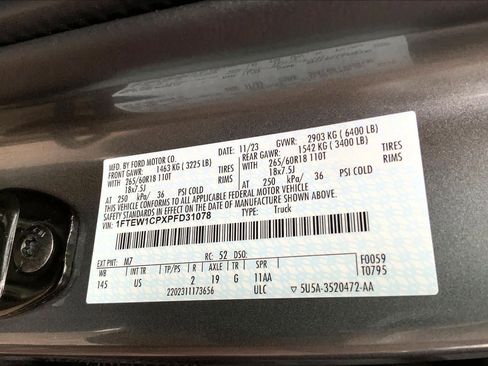 MFD. BY FORD MOTOR CO. DATE: 11/23 GVWR: 2903 KG ( 6400 LB)
FRONT GAWR: 1463 KG ( 3225 LB) REAR GAWR: 1542 KG ( 3400 LB)
WITH 265/60R18 110T TIRES WITH 265/60R18 110T TIRES
18x7.5J RIMS 18x7.5J RIMS
AT 250 kPa/ 36 PSI COLD AT 250 kPa/ 36 PSI COLD
THIS VEHICLE CONFORMS TO ALL APPLICABLE FEDERAL MOTOR VEHICLE
SAFETY AND THEFT PREVENTION STANDARDS IN EFFECT ON THE DATE OF MANUFACTURE SHOWN ABOVE.
VIN: 1FTEW1CPXPFD31078 TYPE: Truck
EXT PNT: M7 RC: 52 DSO: F0059
WB INT TR TP/PS R AXLE TR SPR T0795
145 US 2 19 G 11AA
2202311173656 ULC ▽ 5U5A-3520472-AA